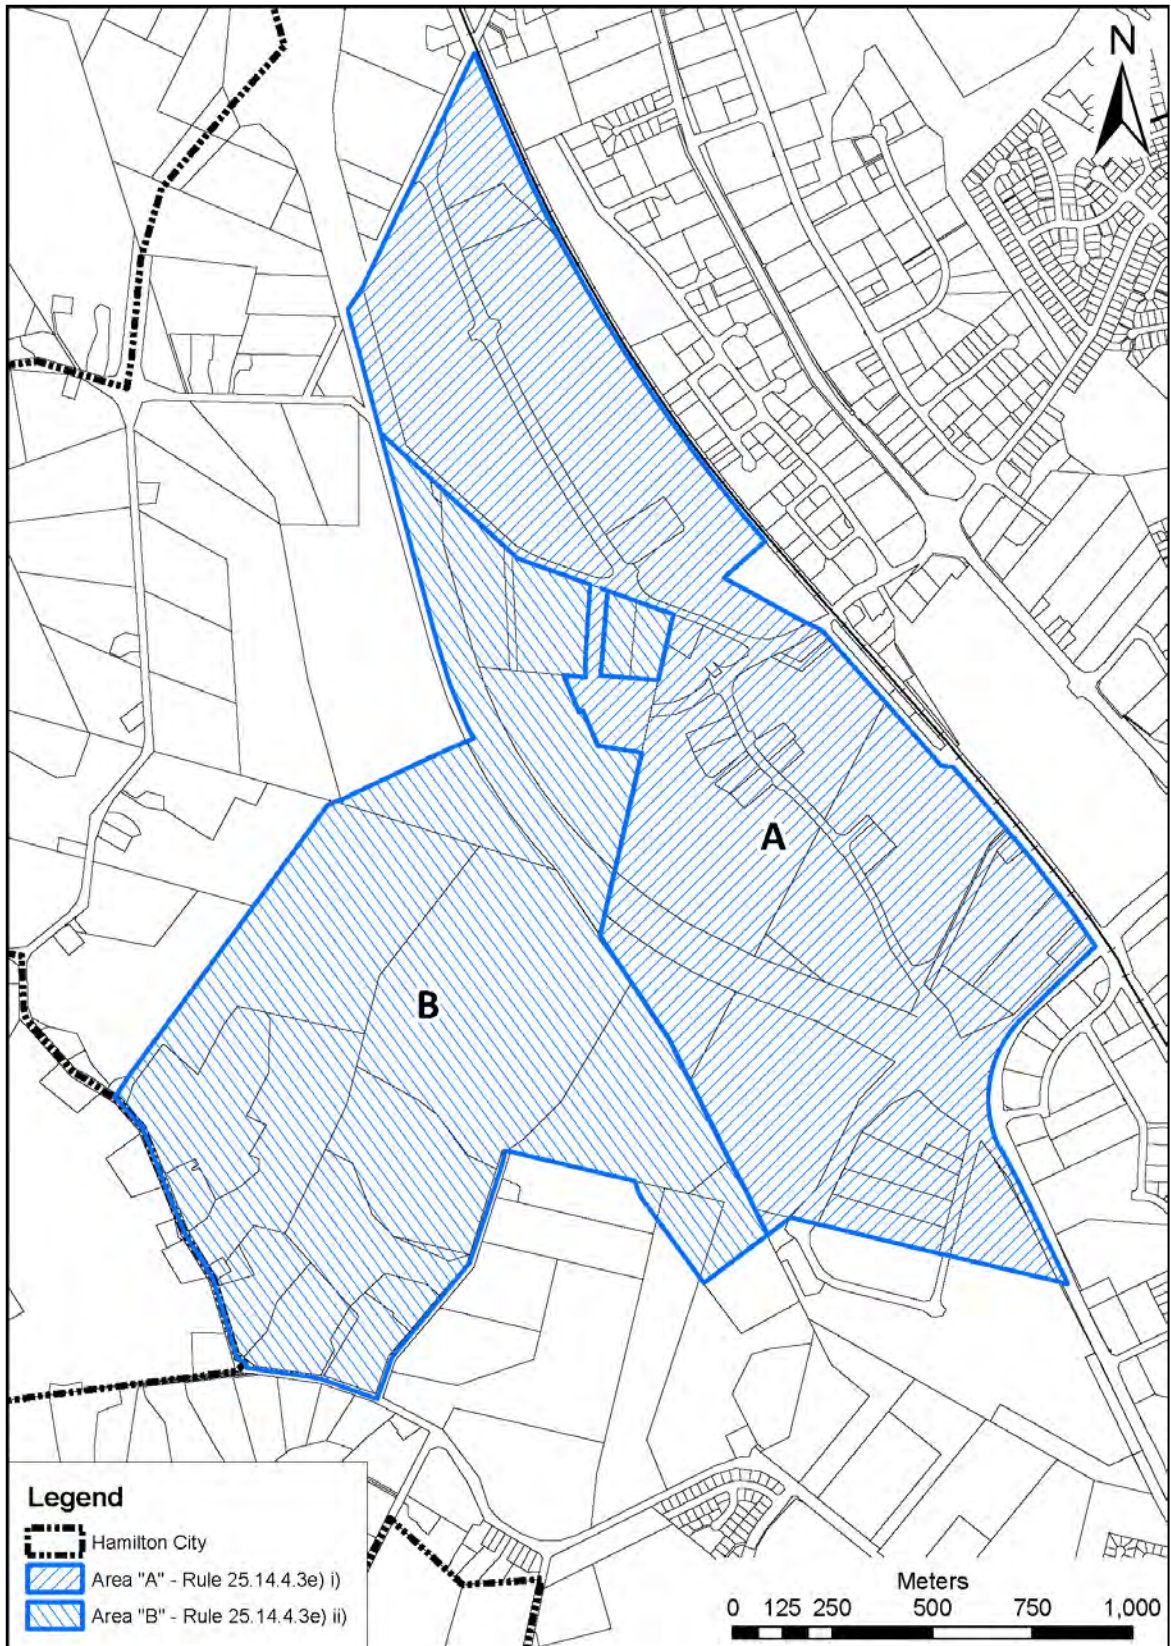 N
A
B
Legend
Hamilton City
Area "A" - Rule 25.14.4.3e) i)
Area "B" - Rule 25.14.4.3e) ii)
Meters
0 125 250 500 750 1,000